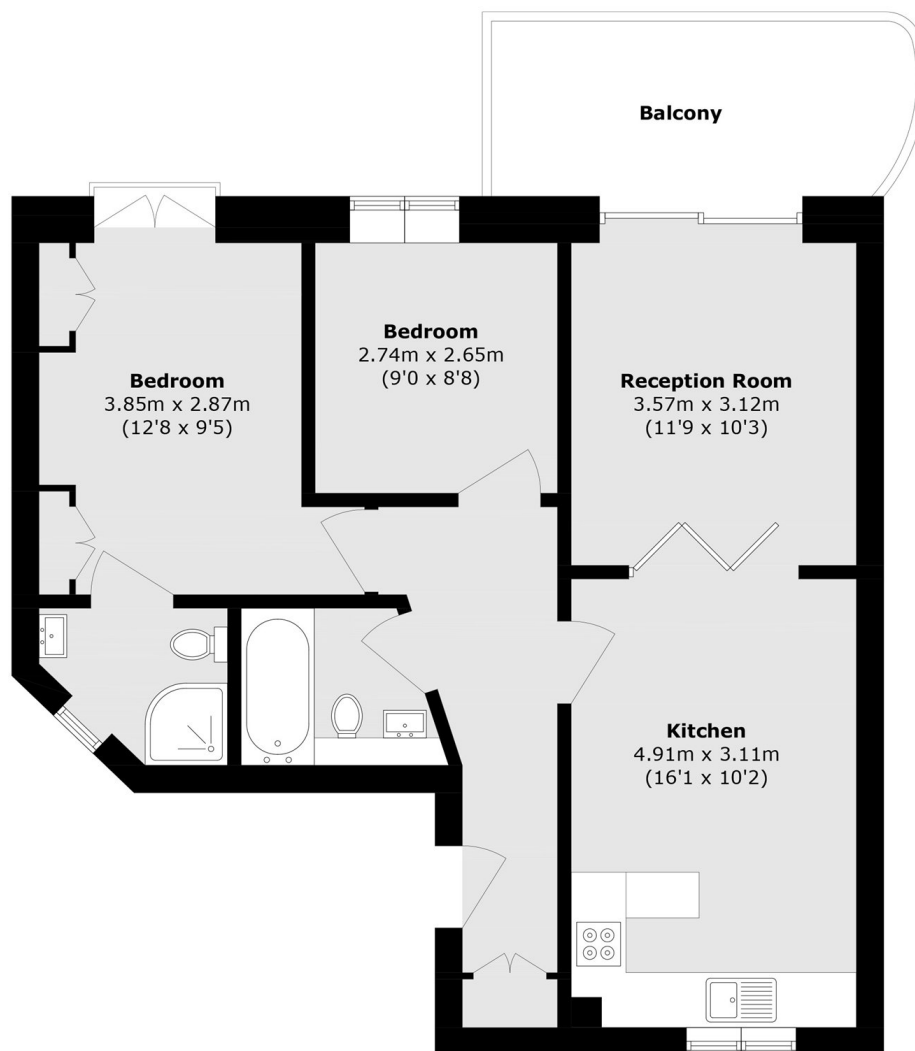 Balcony
Bedroom
3.85m x 2.87m
(12'8 x 9'5)
Bedroom
2.74m x 2.65m
(9'0 x 8'8)
Reception Room
3.57m x 3.12m
(11'9 x 10'3)
Kitchen
4.91m x 3.11m
(16'1 x 10'2)